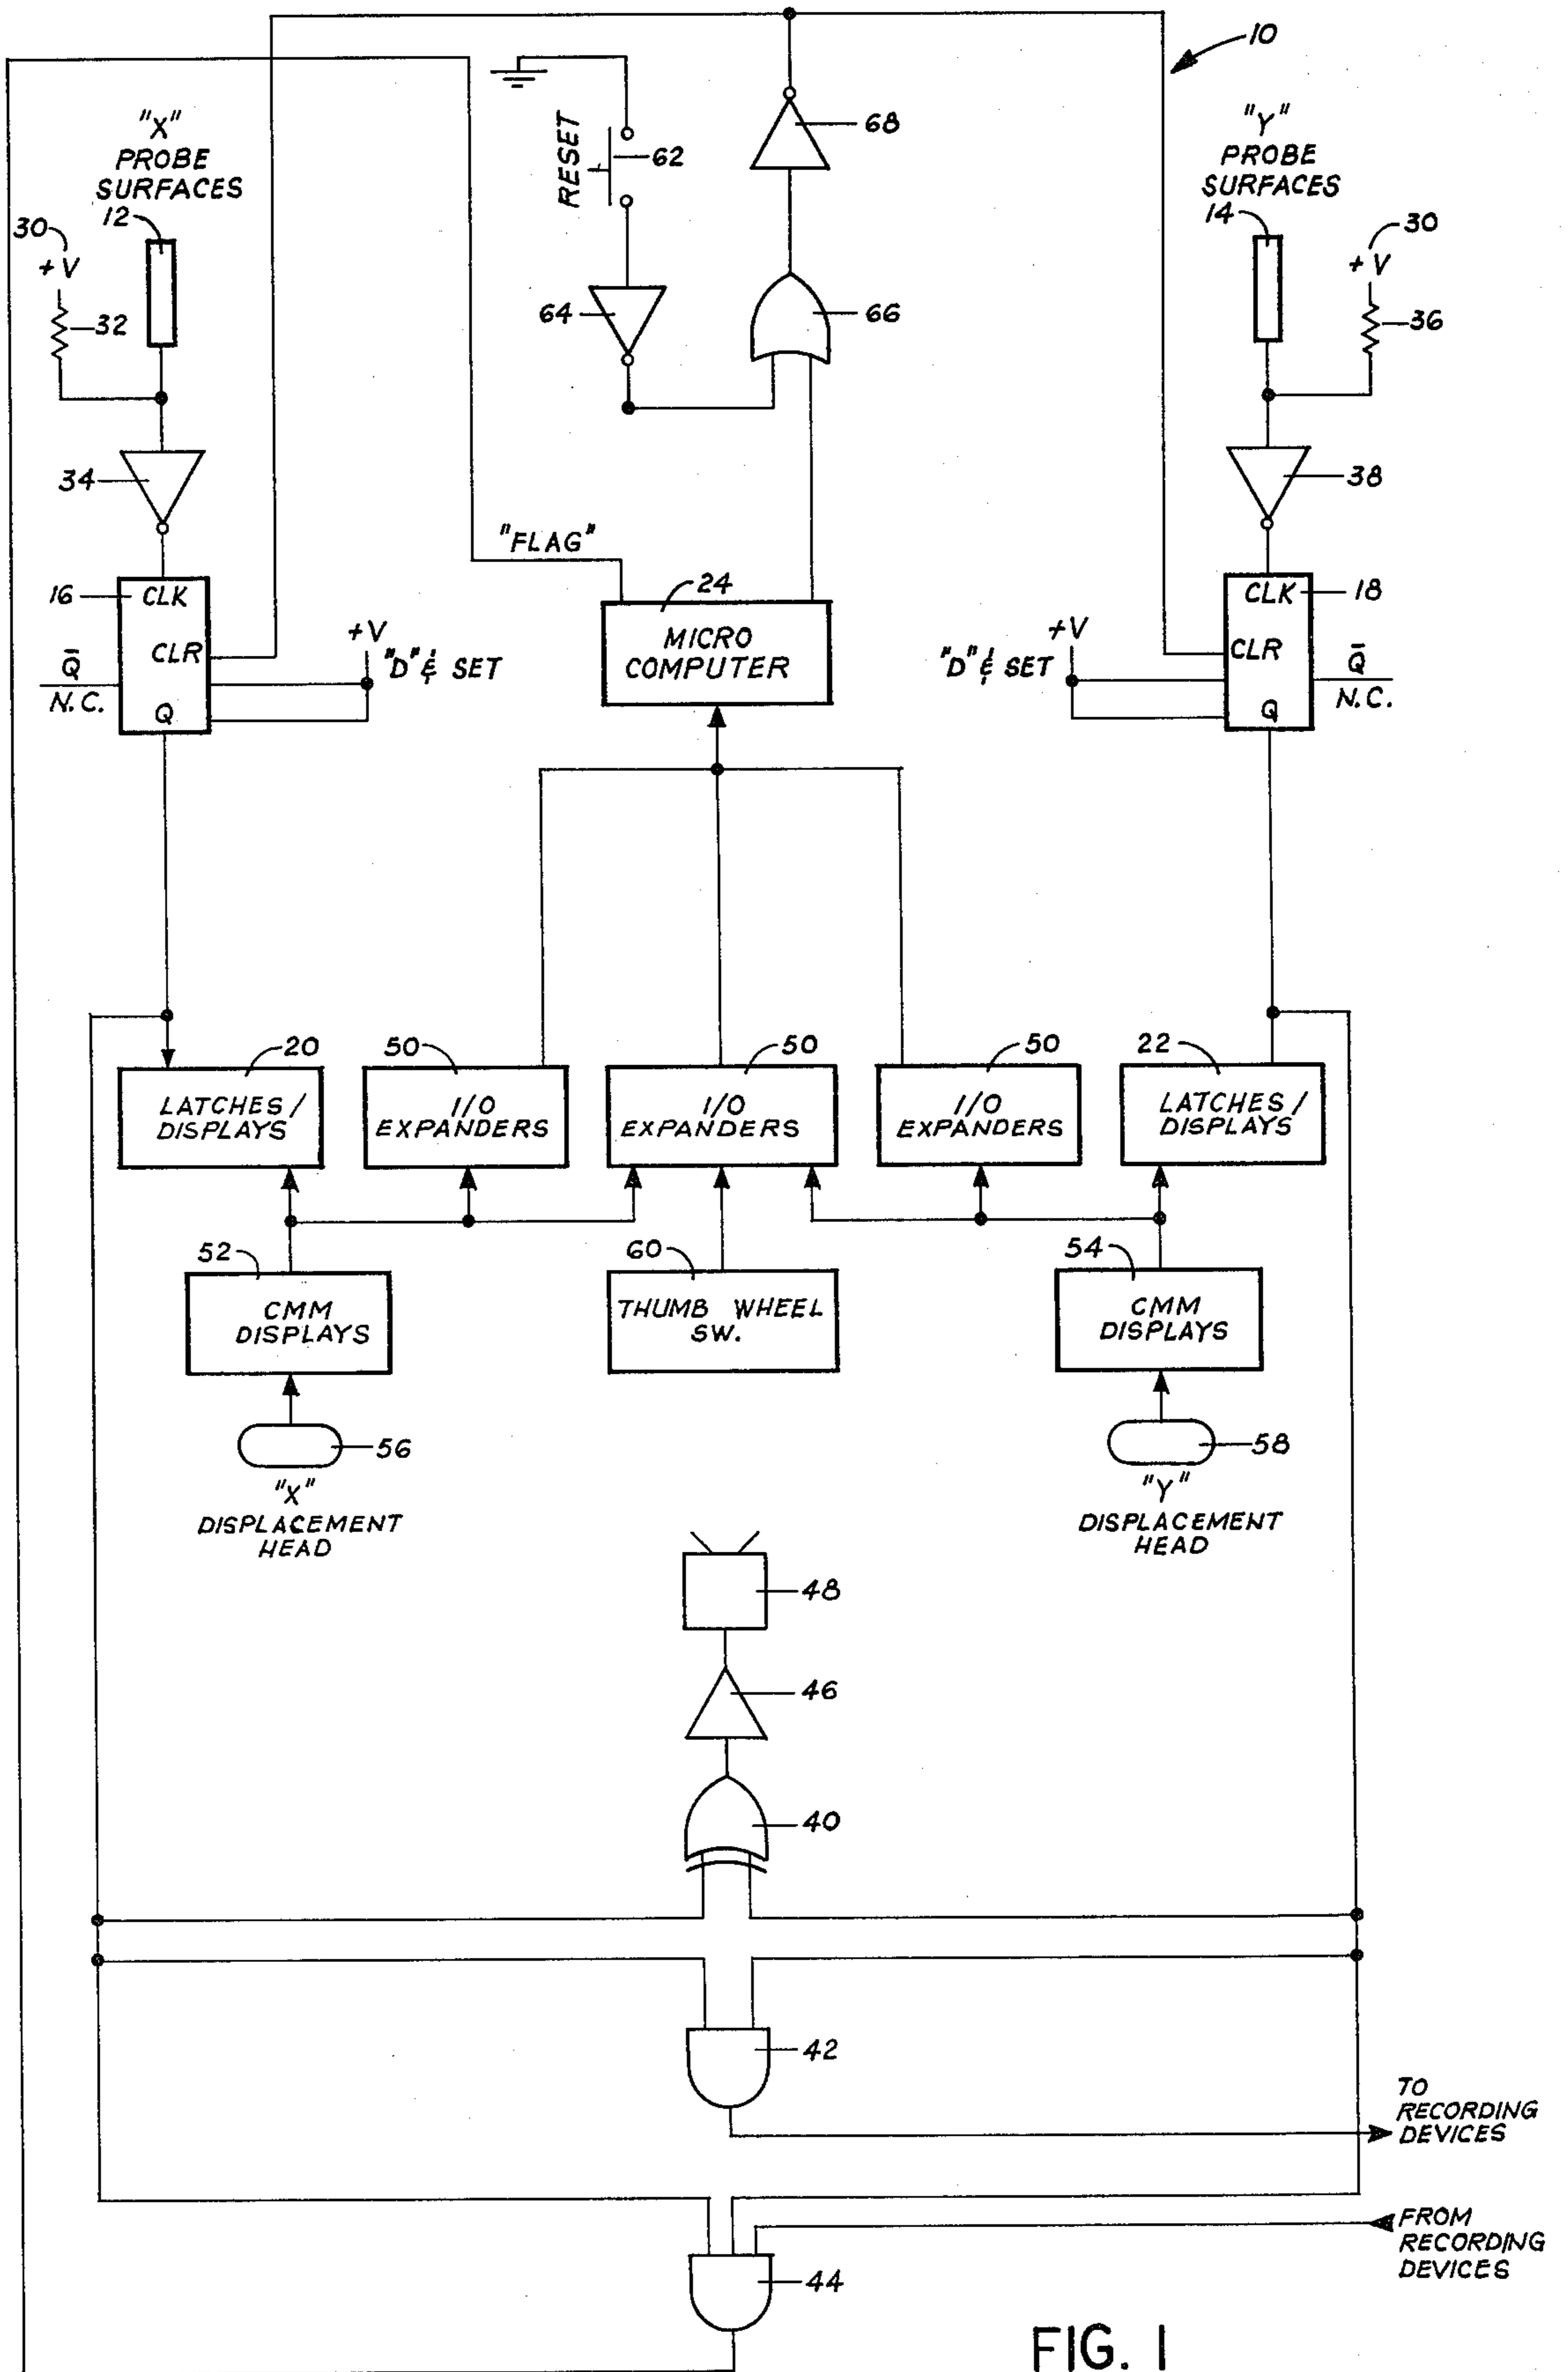 10
"X"
PROBE
SURFACES
12
30
+V
32
34
RESET
62
64
68
66
"Y"
PROBE
SURFACES
14
30
+V
36
38
"FLAG"
16
CLK
CLR
Q
Q̄
N.C.
+V
"D" & SET
24
MICRO
COMPUTER
+V
"D" & SET
CLK
18
CLR
Q
Q̄
N.C.
20
LATCHES/
DISPLAYS
50
I/O
EXPANDERS
50
I/O
EXPANDERS
50
I/O
EXPANDERS
22
LATCHES/
DISPLAYS
52
CMM
DISPLAYS
60
THUMB WHEEL
SW.
54
CMM
DISPLAYS
56
"X"
DISPLACEMENT
HEAD
58
"Y"
DISPLACEMENT
HEAD
48
46
40
42
TO
RECORDING
DEVICES
FROM
RECORDING
DEVICES
44
FIG. 1